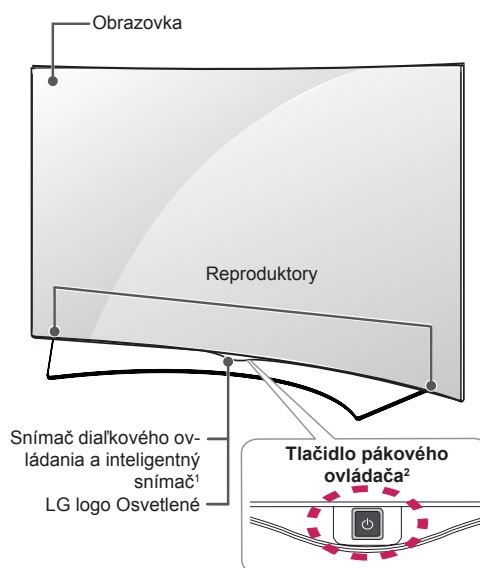 Obrazovka
Reproduktory
Snímač diaľkového ov-
ládania a inteligentný
snímač¹
LG logo Osvetlené
Tlačidlo pákového
ovládača²